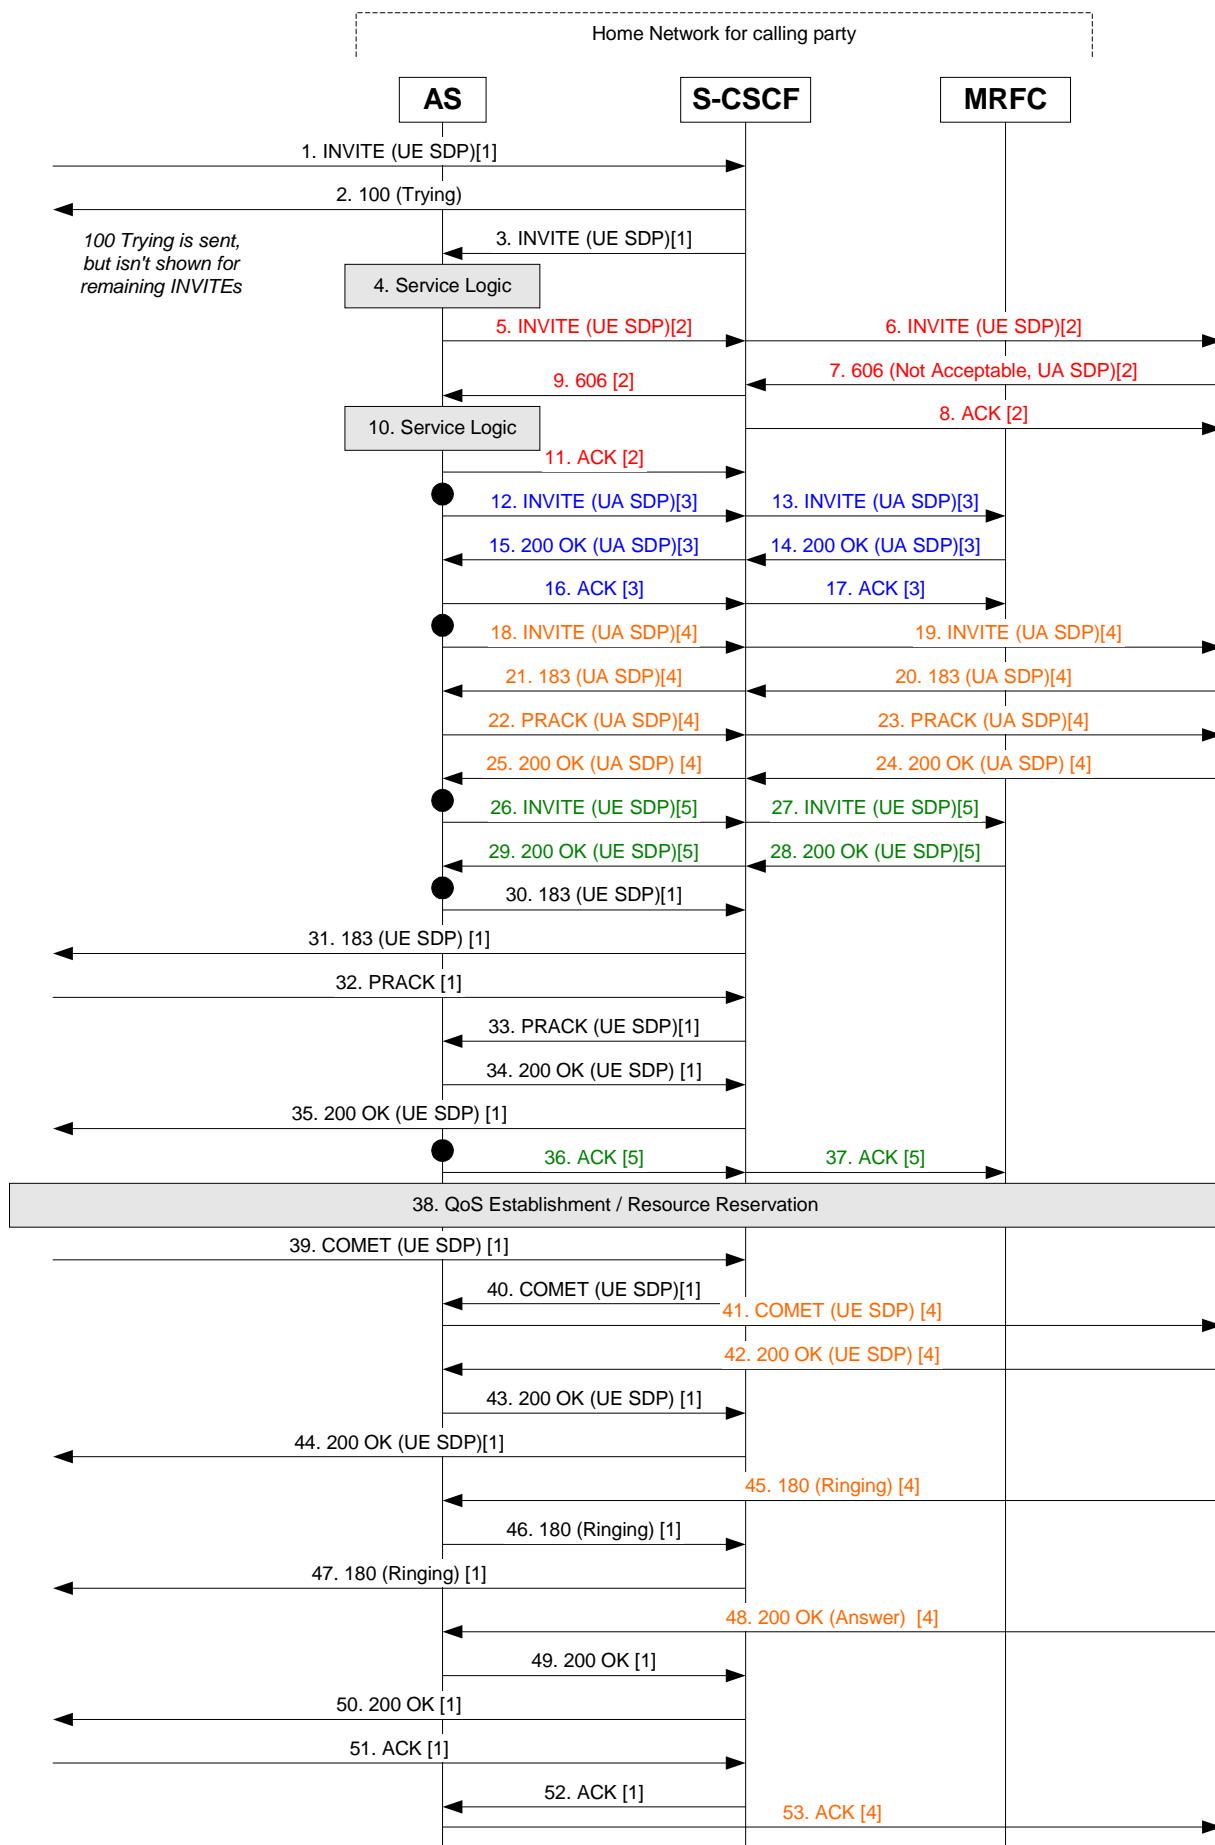 Home Network for calling party
AS
S-CSCF
MRFC
1. INVITE (UE SDP)[1]
2. 100 (Trying)
100 Trying is sent,
but isn't shown for
remaining INVITEs
3. INVITE (UE SDP)[1]
4. Service Logic
5. INVITE (UE SDP)[2]
6. INVITE (UE SDP)[2]
7. 606 (Not Acceptable, UA SDP)[2]
9. 606 [2]
8. ACK [2]
10. Service Logic
11. ACK [2]
12. INVITE (UA SDP)[3]
13. INVITE (UA SDP)[3]
15. 200 OK (UA SDP)[3]
14. 200 OK (UA SDP)[3]
16. ACK [3]
17. ACK [3]
18. INVITE (UA SDP)[4]
19. INVITE (UA SDP)[4]
21. 183 (UA SDP)[4]
20. 183 (UA SDP)[4]
22. PRACK (UA SDP)[4]
23. PRACK (UA SDP)[4]
25. 200 OK (UA SDP) [4]
24. 200 OK (UA SDP) [4]
26. INVITE (UE SDP)[5]
27. INVITE (UE SDP)[5]
29. 200 OK (UE SDP)[5]
28. 200 OK (UE SDP)[5]
30. 183 (UE SDP)[1]
31. 183 (UE SDP) [1]
32. PRACK [1]
33. PRACK (UE SDP)[1]
34. 200 OK (UE SDP) [1]
35. 200 OK (UE SDP) [1]
36. ACK [5]
37. ACK [5]
38. QoS Establishment / Resource Reservation
39. COMET (UE SDP) [1]
40. COMET (UE SDP)[1]
41. COMET (UE SDP) [4]
42. 200 OK (UE SDP) [4]
43. 200 OK (UE SDP) [1]
44. 200 OK (UE SDP)[1]
45. 180 (Ringing) [4]
46. 180 (Ringing) [1]
47. 180 (Ringing) [1]
48. 200 OK (Answer)  [4]
49. 200 OK [1]
50. 200 OK [1]
51. ACK [1]
52. ACK [1]
53. ACK [4]